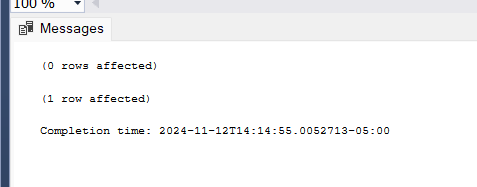 100 %
Messages
(0 rows affected)
(1 row affected)
Completion time: 2024-11-12T14:14:55.0052713-05:00